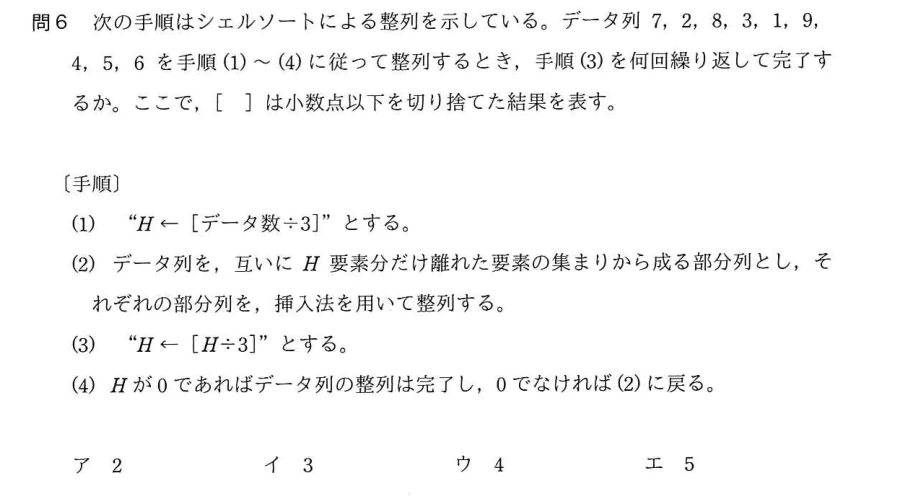 問6　次の手順はシェルソートによる整列を示している。データ列 7，2，8，3，1，9，
4，5，6 を手順(1)～(4)に従って整列するとき，手順(3)を何回繰り返して完了す
るか。ここで，[　]は小数点以下を切り捨てた結果を表す。
〔手順〕
(1)　“H ← [データ数÷3]”とする。
(2)　データ列を，互いに H 要素分だけ離れた要素の集まりから成る部分列とし，そ
れぞれの部分列を，挿入法を用いて整列する。
(3)　“H ← [H÷3]”とする。
(4)　H が 0 であればデータ列の整列は完了し，0 でなければ(2)に戻る。
ア　2　イ　3　ウ　4　エ　5